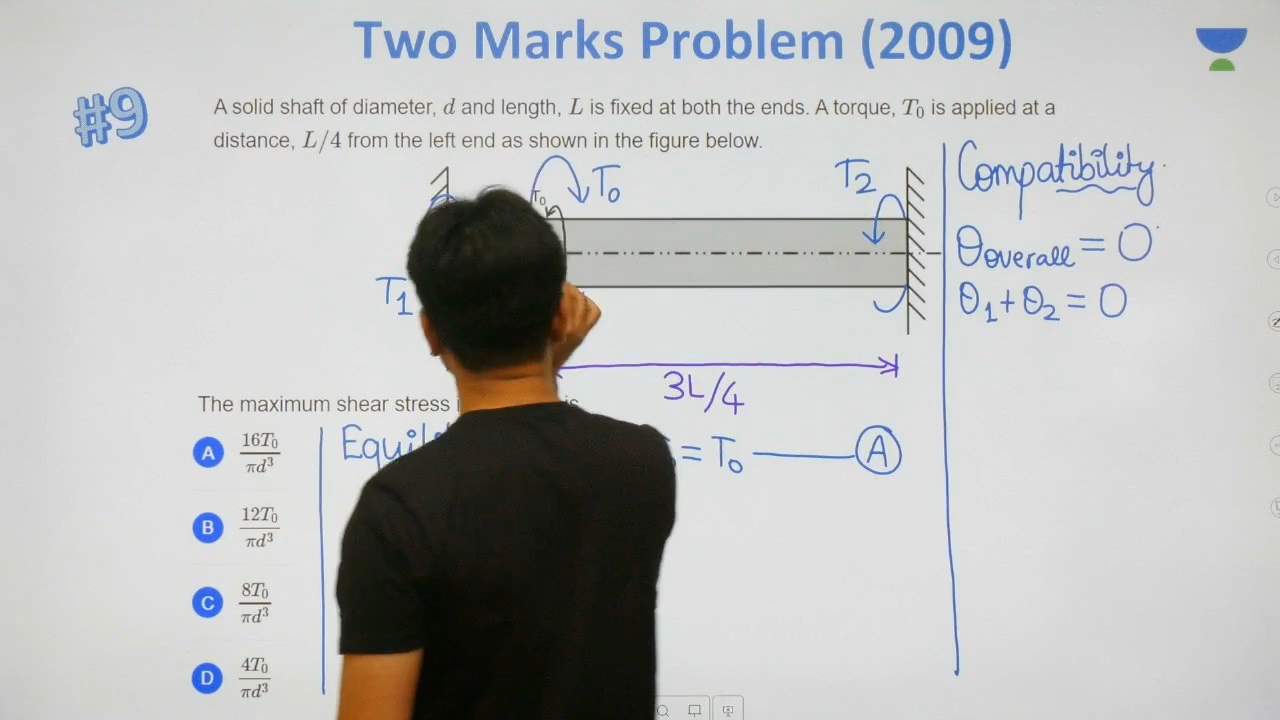 Two Marks Problem (2009)
#9
A solid shaft of diameter, d and length, L is fixed at both the ends. A torque, T₀ is applied at a
distance, L/4 from the left end as shown in the figure below.
T₀
T₀
T₂
T₁
3L/4
Compatibility
θoverall = 0
θ₁ + θ₂ = 0
The maximum shear stress is
Equil
= T₀ A
A 16T₀/πd³
B 12T₀/πd³
C 8T₀/πd³
D 4T₀/πd³